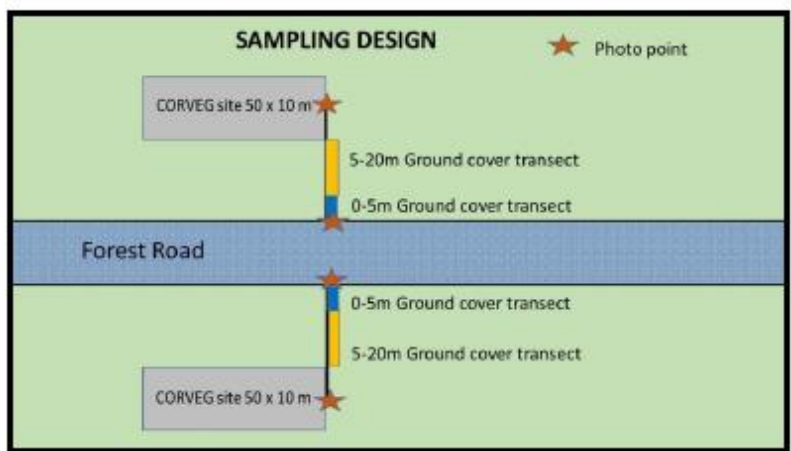 SAMPLING DESIGN
Photo point
CORVEG site 50 x 10 m
5-20m Ground cover transect
0-5m Ground cover transect
Forest Road
0-5m Ground cover transect
5-20m Ground cover transect
CORVEG site 50 x 10 m